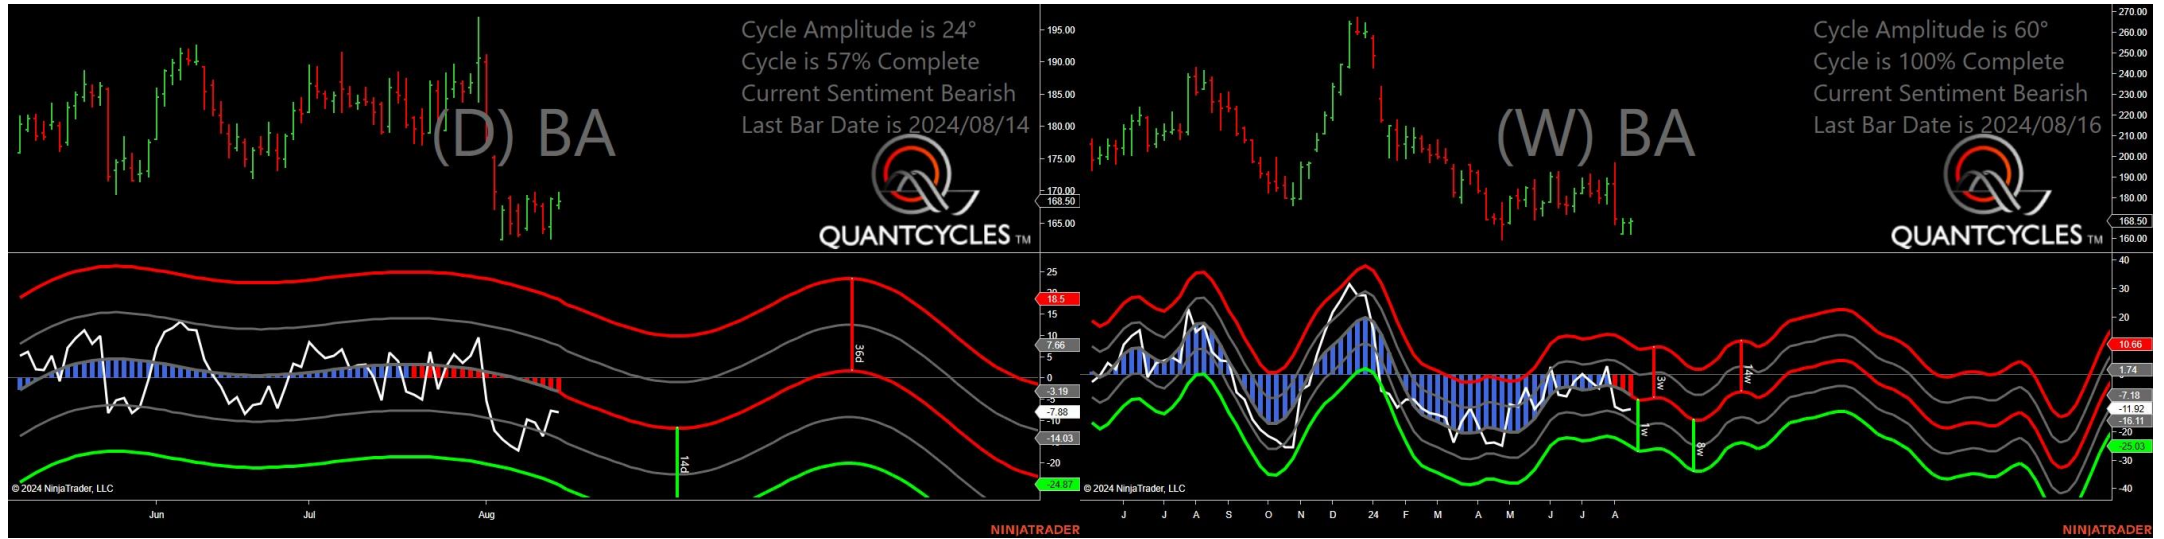 Cycle Amplitude is 24°
Cycle is 57% Complete
Current Sentiment Bearish
Last Bar Date is 2024/08/14
(D) BA
QUANTCYCLES TM
195.00
190.00
185.00
180.00
175.00
170.00
168.50
165.00
25
18.5
15
10
7.66
5
0
-3.19
-7.88
-10
-14.03
-20
-24.87
36d
14d
© 2024 NinjaTrader, LLC
Jun
Jul
Aug
NINJATRADER
Cycle Amplitude is 60°
Cycle is 100% Complete
Current Sentiment Bearish
Last Bar Date is 2024/08/16
(W) BA
QUANTCYCLES TM
270.00
260.00
250.00
240.00
230.00
220.00
210.00
200.00
190.00
180.00
168.50
160.00
40
30
20
10.66
1.74
-7.18
-11.92
-16.11
-20
-25.03
-30
-40
3w
14w
1w
8w
© 2024 NinjaTrader, LLC
J
J
A
S
O
N
D
24
F
M
A
M
J
J
A
NINJATRADER